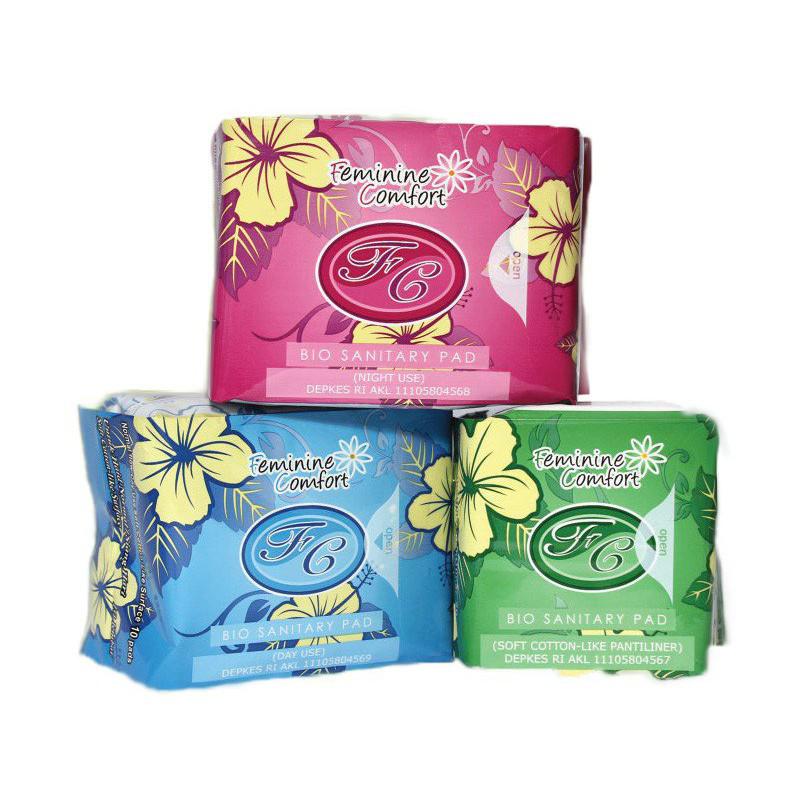 Feminine
Comfort
FC
open
BIO SANITARY PAD
(NIGHT USE)
DEPKES RI AKL 11105804568
Feminine
Comfort
FC
open
BIO SANITARY PAD
(DAY USE)
DEPKES RI AKL 11105804569
10 pads
Feminine
Comfort
FC
open
BIO SANITARY PAD
(SOFT COTTON-LIKE PANTILINER)
DEPKES RI AKL 11105804567